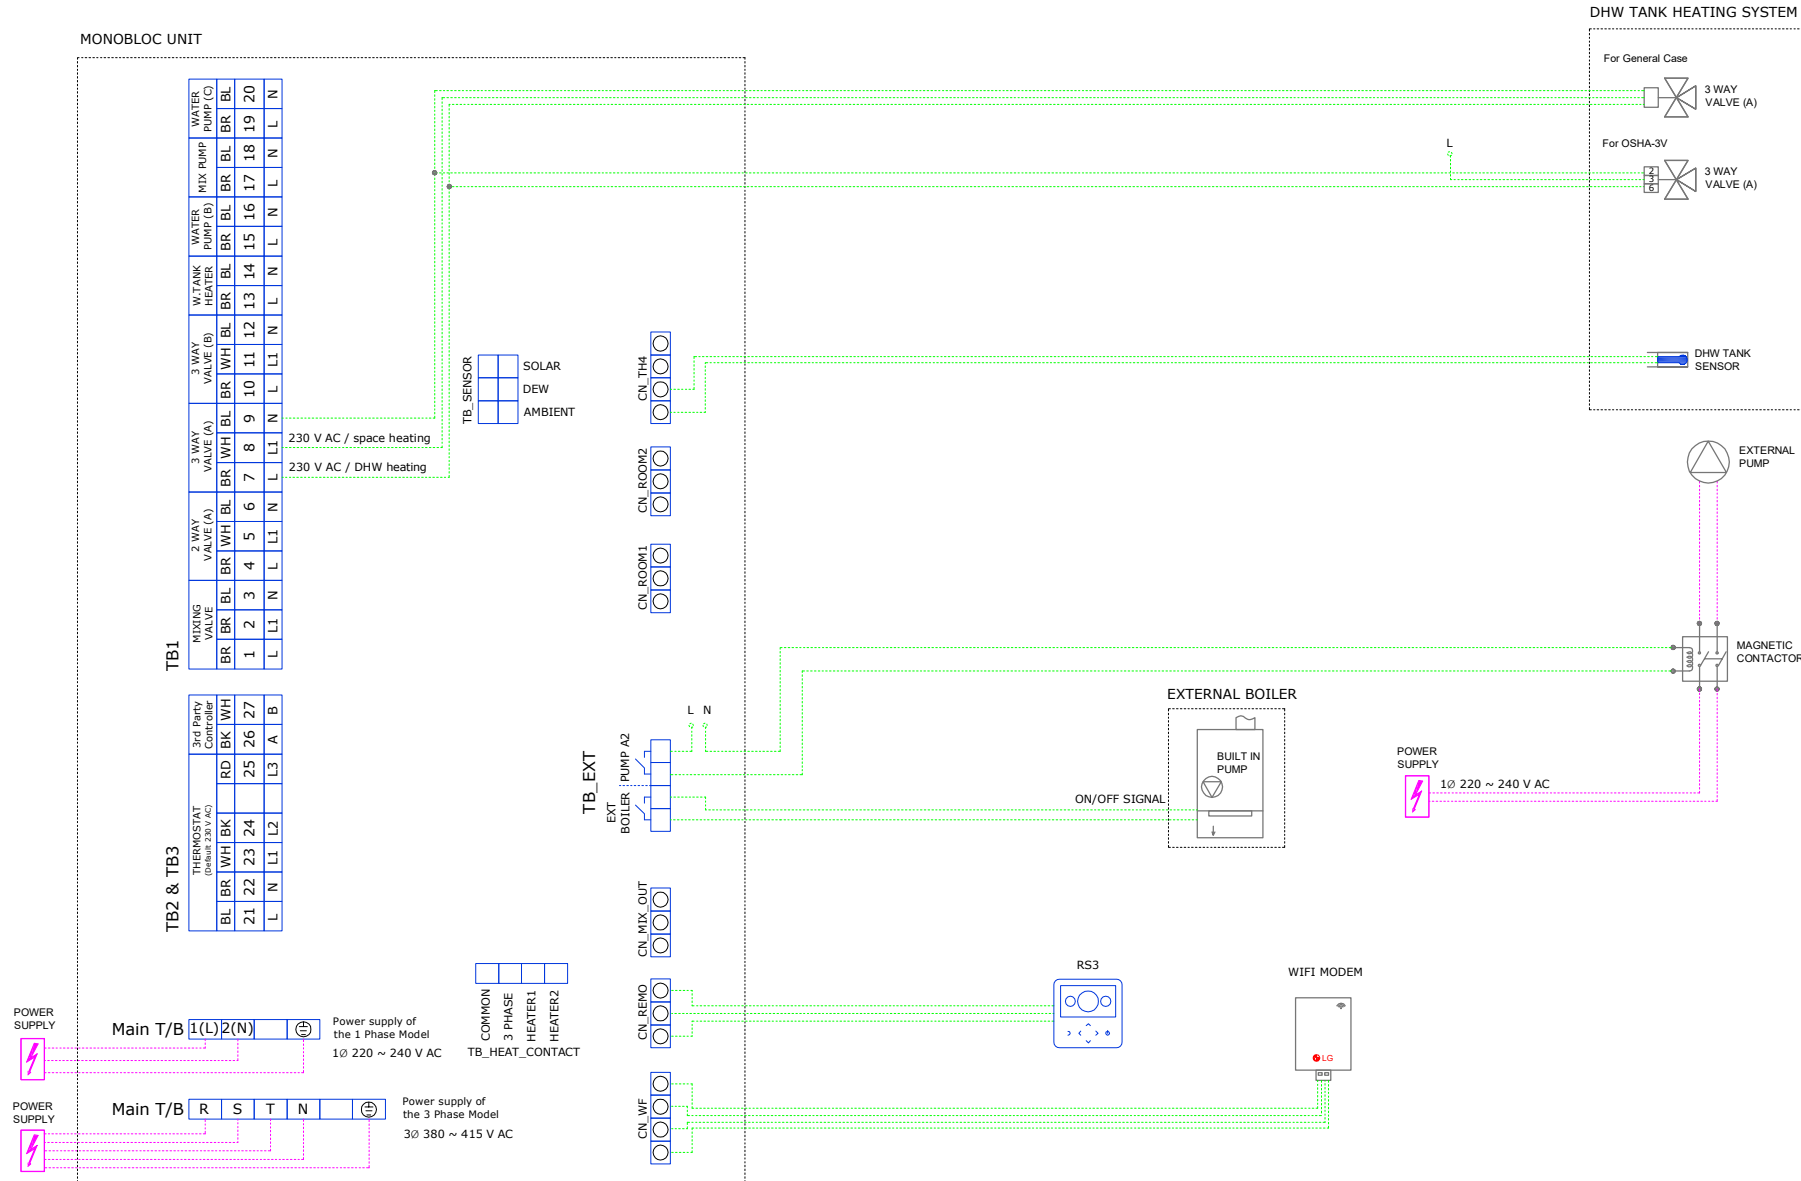 DHW TANK HEATING SYSTEM
MONOBLOC UNIT
For General Case
3 WAY
VALVE (A)
For OSHA-3V
L
2
3
6
3 WAY
VALVE (A)
DHW TANK
SENSOR
WATER
PUMP (C)
BL 20 N
BR 19 L
MIX PUMP
BL 18 N
BR 17 L
WATER
PUMP (B)
BL 16 N
BR 15 L
W.TANK
HEATER
BL 14 N
BR 13 L
3 WAY
VALVE (B)
BL 12 N
WH 11 L1
BR 10 L
3 WAY
VALVE (A)
BL 9 N
WH 8 L1
BR 7 L
230 V AC / space heating
230 V AC / DHW heating
2 WAY
VALVE (A)
BL 6 N
WH 5 L1
BR 4 L
MIXING
VALVE
BL 3 N
BR 2 L1
BR 1 L
TB1
TB_SENSOR
SOLAR
DEW
AMBIENT
CN_TH4
CN_ROOM2
CN_ROOM1
EXTERNAL
PUMP
MAGNETIC
CONTACTOR
3rd Party
Controller
WH 27 B
BK 26 A
THERMOSTAT
(Default 230 V AC)
RD 25 L3
BK 24 L2
WH 23 L1
BR 22 N
BL 21 L
TB2 & TB3
L N
TB_EXT
PUMP A2
EXT
BOILER
EXTERNAL BOILER
BUILT IN
PUMP
ON/OFF SIGNAL
POWER
SUPPLY
1Ø 220 ~ 240 V AC
CN_MIX_OUT
CN_REMO
CN_WF
COMMON
3 PHASE
HEATER1
HEATER2
TB_HEAT_CONTACT
RS3
WIFI MODEM
LG
POWER
SUPPLY
Main T/B 1(L) 2(N)
Power supply of
the 1 Phase Model
1Ø 220 ~ 240 V AC
POWER
SUPPLY
Main T/B R S T N
Power supply of
the 3 Phase Model
3Ø 380 ~ 415 V AC